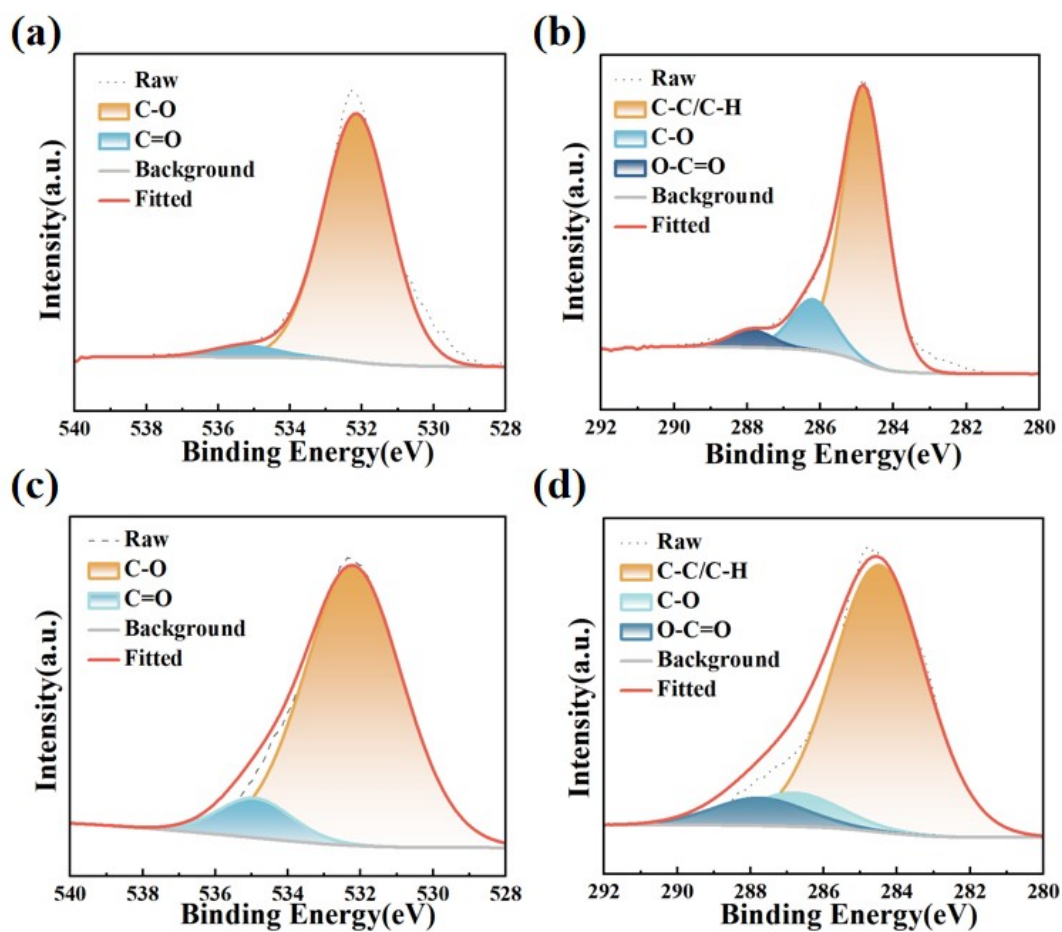 (a)
Raw
C-O
C=O
Background
Fitted
Intensity(a.u.)
540 538 536 534 532 530 528
Binding Energy(eV)
(b)
Raw
C-C/C-H
C-O
O-C=O
Background
Fitted
Intensity(a.u.)
292 290 288 286 284 282 280
Binding Energy(eV)
(c)
Raw
C-O
C=O
Background
Fitted
Intensity(a.u.)
540 538 536 534 532 530 528
Binding Energy(eV)
(d)
Raw
C-C/C-H
C-O
O-C=O
Background
Fitted
Intensity(a.u.)
292 290 288 286 284 282 280
Binding Energy(eV)